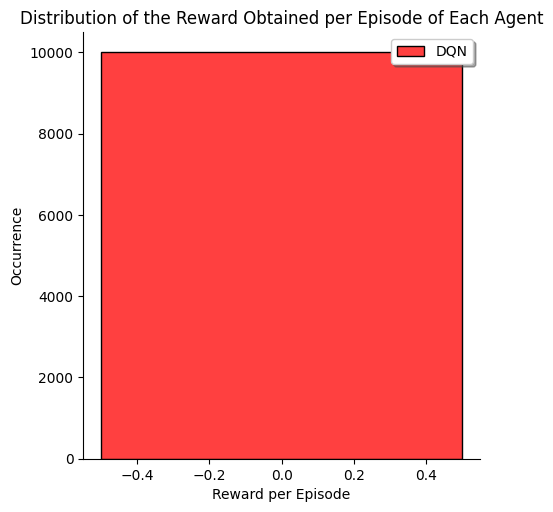 Distribution of the Reward Obtained per Episode of Each Agent
DQN
10000
8000
6000
4000
2000
0
Occurrence
−0.4 −0.2 0.0 0.2 0.4
Reward per Episode